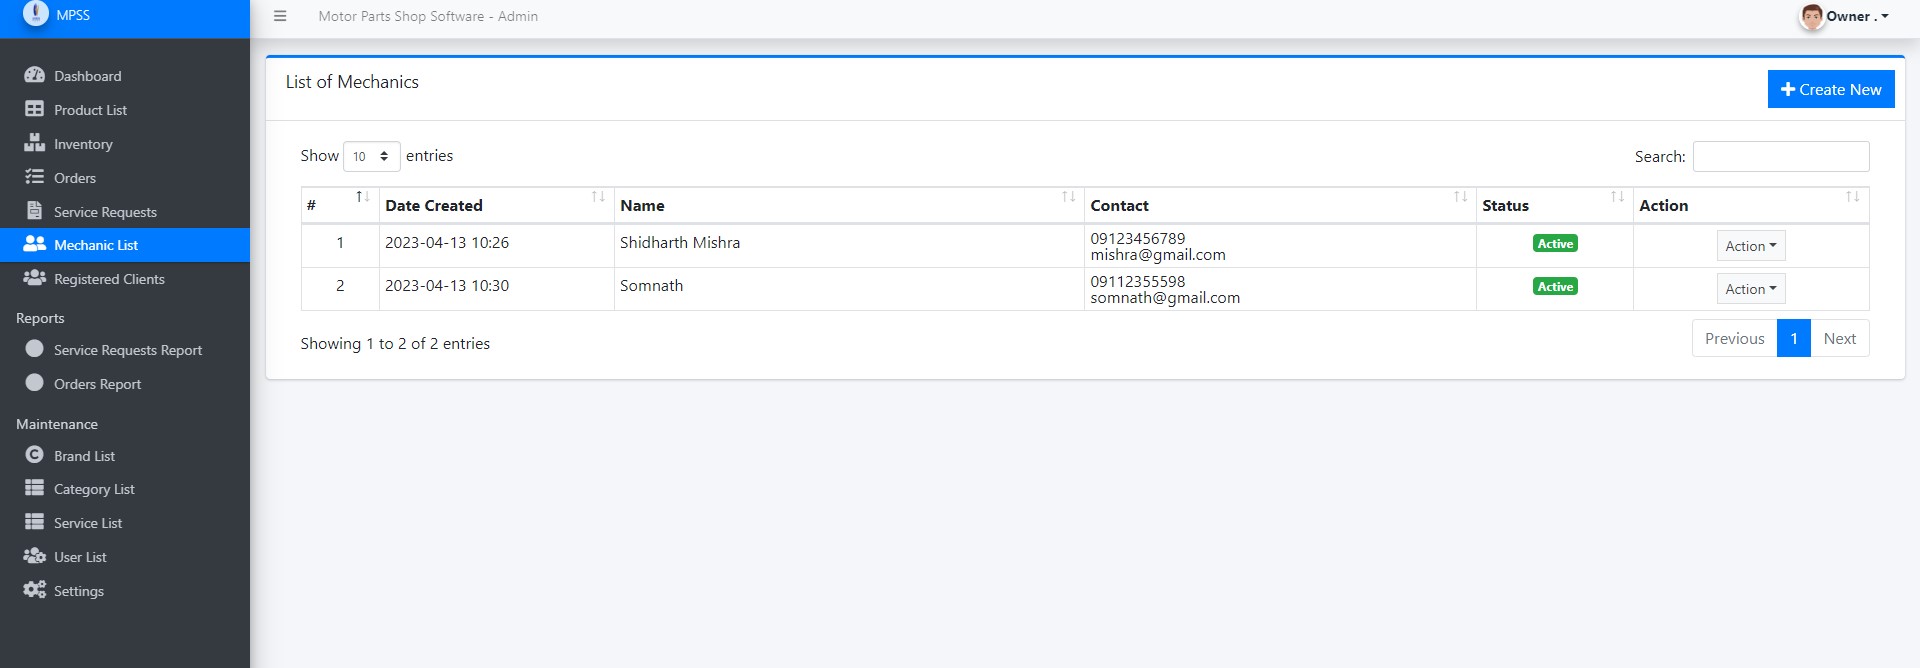 MPSS
Motor Parts Shop Software - Admin
Owner .
Dashboard
Product List
Inventory
Orders
Service Requests
Mechanic List
Registered Clients
Reports
Service Requests Report
Orders Report
Maintenance
Brand List
Category List
Service List
User List
Settings
List of Mechanics
Create New
Show 10 entries
Search:
# Date Created Name Contact Status Action
1 2023-04-13 10:26 Shidharth Mishra 09123456789 Active Action
mishra@gmail.com
2 2023-04-13 10:30 Somnath 09112355598 Active Action
somnath@gmail.com
Showing 1 to 2 of 2 entries
Previous 1 Next